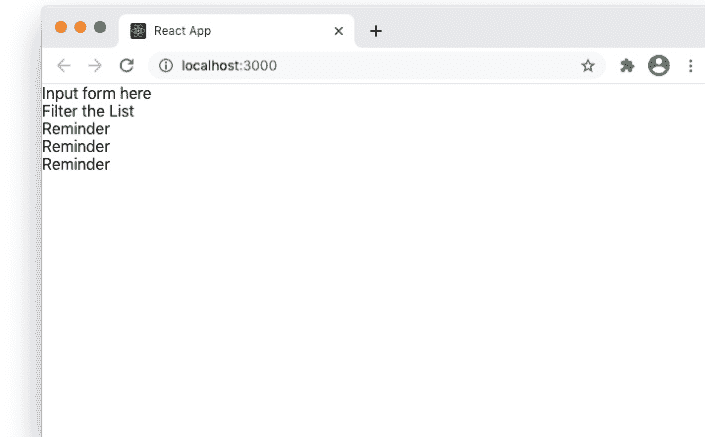 React App
localhost:3000
Input form here
Filter the List
Reminder
Reminder
Reminder